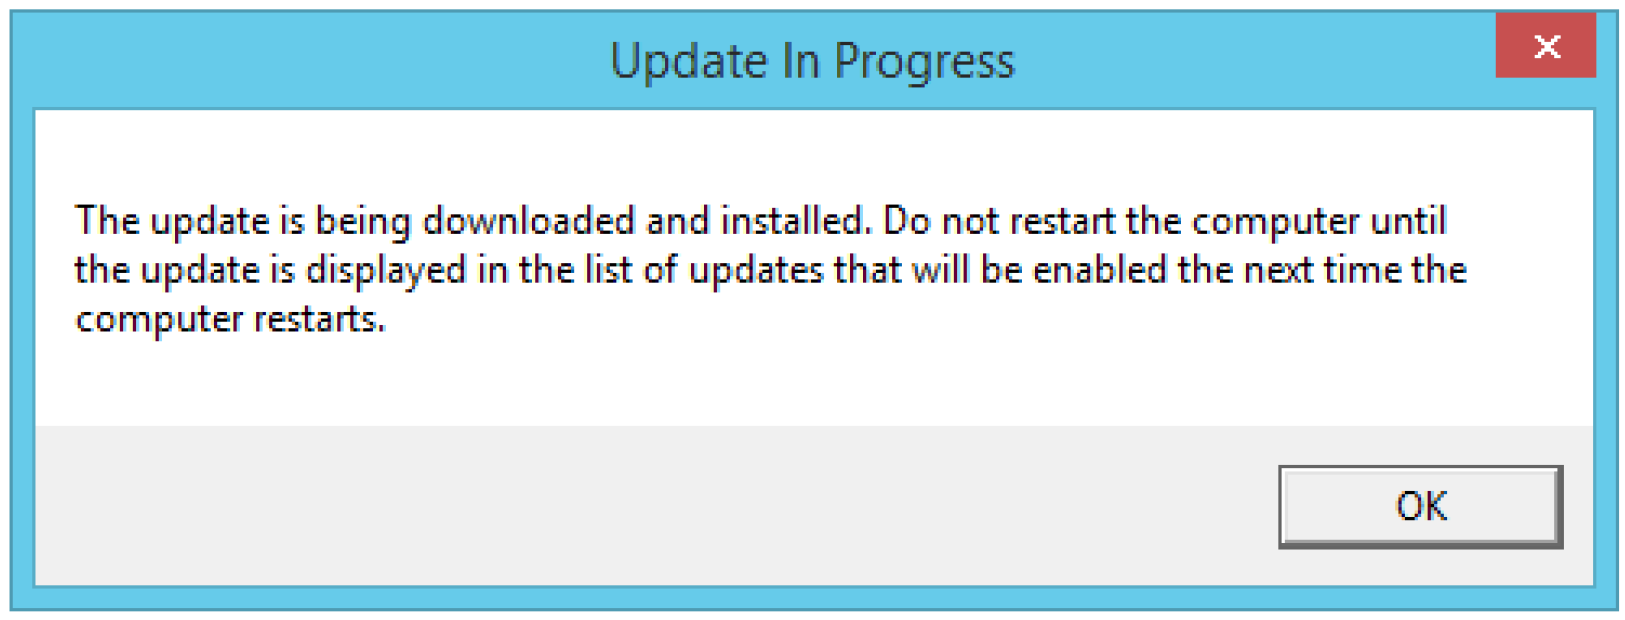 Update In Progress
The update is being downloaded and installed. Do not restart the computer until
the update is displayed in the list of updates that will be enabled the next time the
computer restarts.
OK